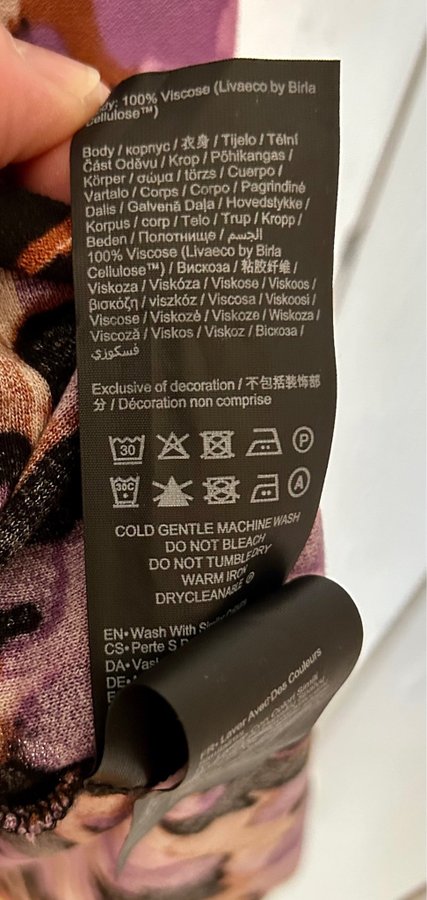 100% Viscose (Livaeco by Birla
Cellulose™)
Body / корпус / 衣身 / Tijelo / Tělní
Část Oděvu / Krop / Põhikangas /
Körper / σώμα / törzs / Cuerpo /
Vartalo / Corps / Corpo / Pagrindinė
Dalis / Galvenā Daļa / Hovedstykke /
Korpus / corp / Telo / Trup / Kropp /
Beden / Полотнище / الجسم
100% Viscose (Livaeco by Birla
Cellulose™) / Вискоза / 粘胶纤维 /
Viskoza / Viskóza / Viskose / Viskoos /
βισκόζη / viszkóz / Viscosa / Viskoosi /
Viscose / Viskozė / Viskoze / Wiskoza /
Viscoză / Viskos / Viskoz / Віскоза /
فسكوزي
Exclusive of decoration / 不包括装饰部
分 / Décoration non comprise
30 P
30C A
COLD GENTLE MACHINE WASH
DO NOT BLEACH
DO NOT TUMBLE DRY
WARM IRON
DRYCLEANABLE Ⓟ
EN• Wash With
CS• Perte S
DA•
DE•
FR• Laver Avec Des Couleurs